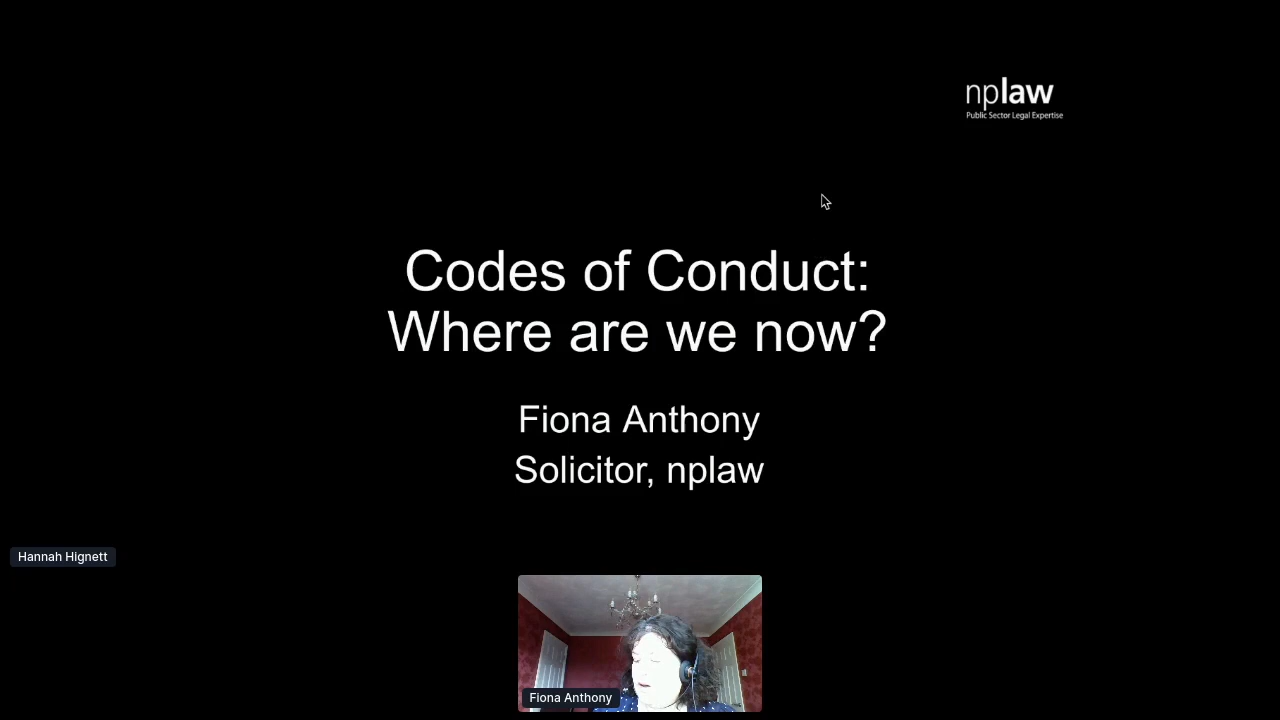 nplaw
Public Sector Legal Expertise
Codes of Conduct:
Where are we now?
Fiona Anthony
Solicitor, nplaw
Hannah Hignett
Fiona Anthony